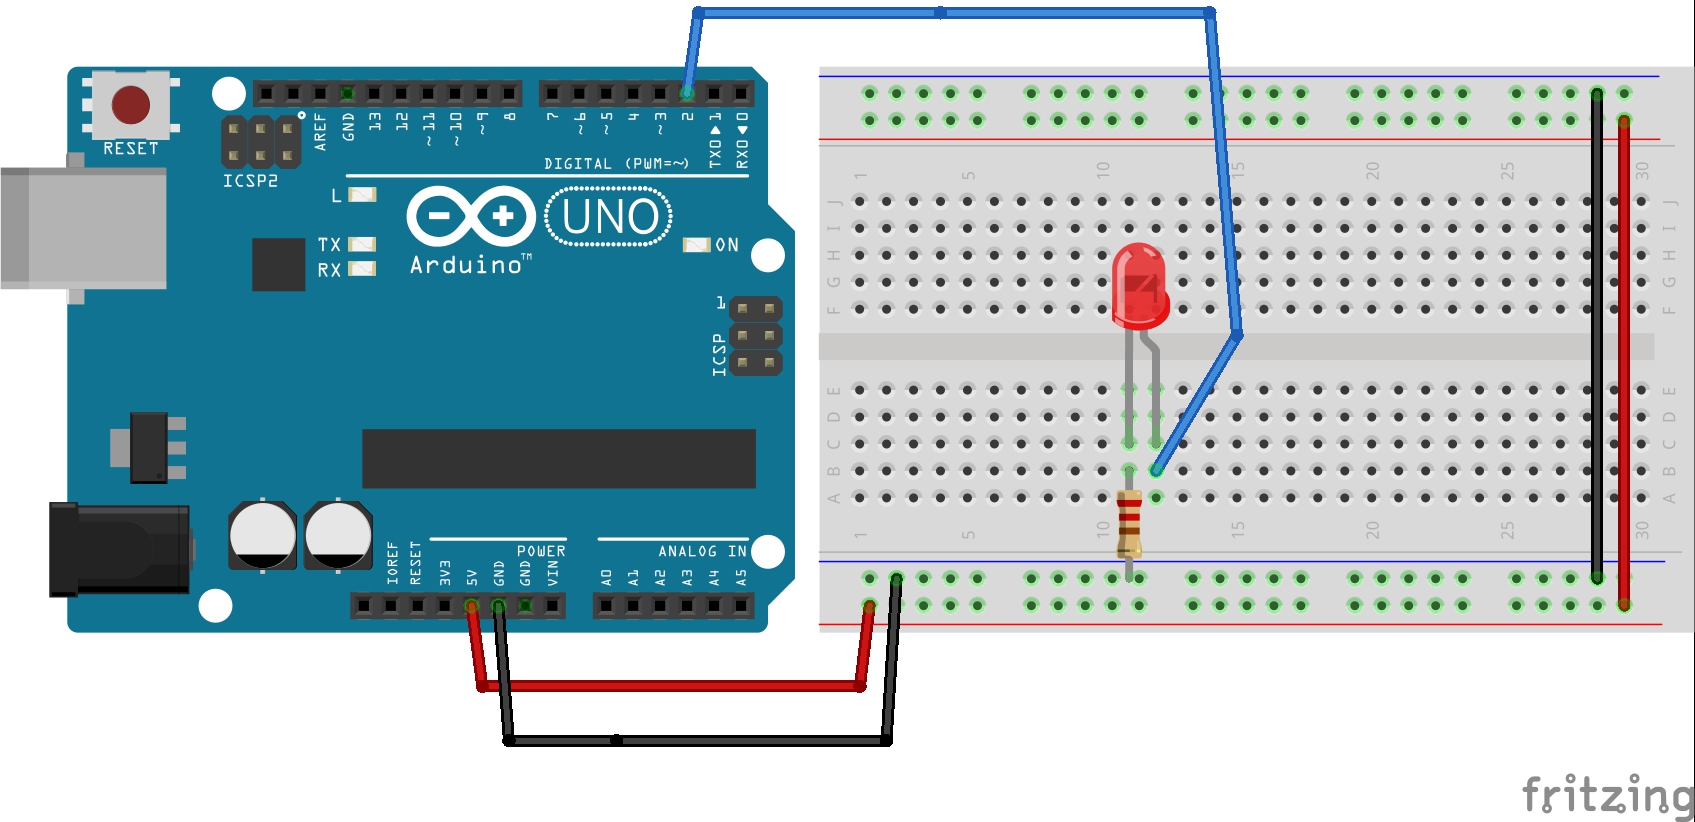 RESET
ICSP2
AREF
GND
13
12
~11
~10
~9
8
7
~6
~5
4
~3
2
TX0▶1
RX0◀0
DIGITAL (PWM=~)
L
TX
RX
UNO
Arduino™
ON
1
ICSP
IOREF
RESET
3V3
5V
GND
GND
VIN
POWER
ANALOG IN
A0
A1
A2
A3
A4
A5
1 5 10 15 20 25 30
J J
I I
H H
G G
F F
E E
D D
C C
B B
A A
1 5 10 15 20 25 30
fritzing